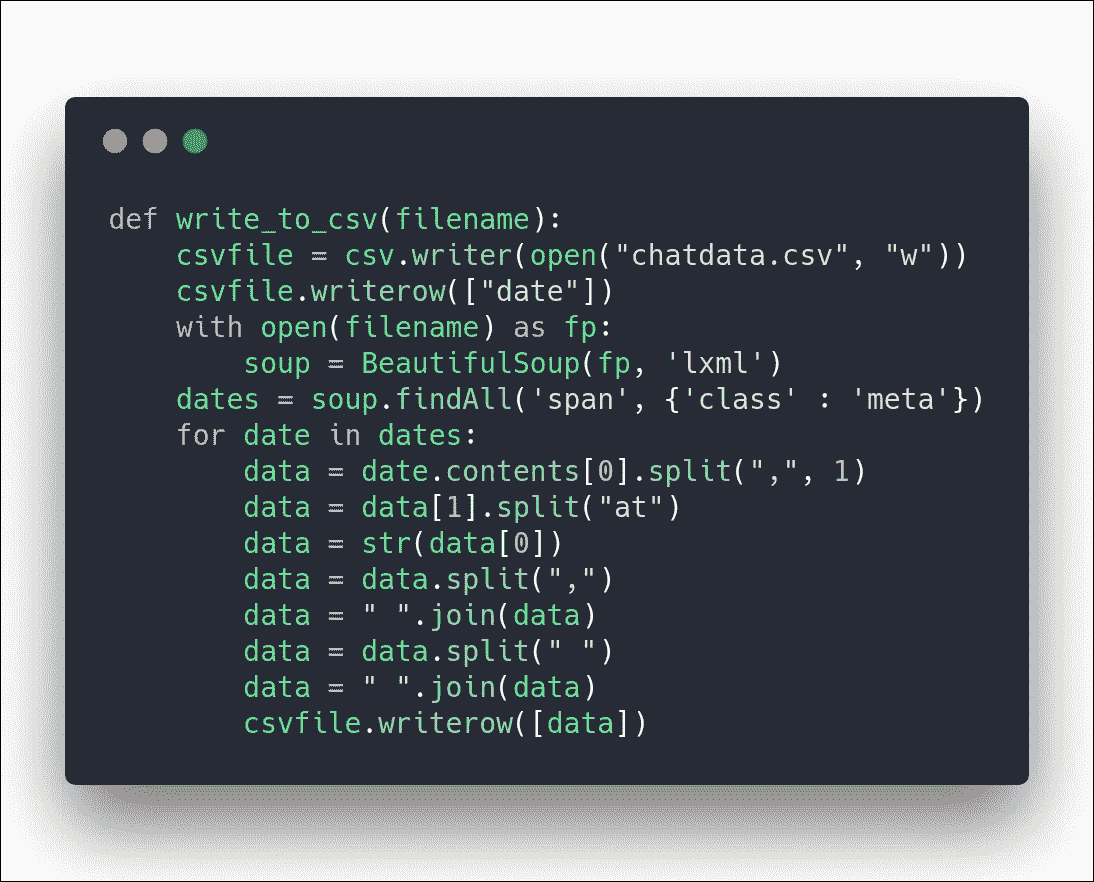 def write_to_csv(filename):
    csvfile = csv.writer(open("chatdata.csv", "w"))
    csvfile.writerow(["date"])
    with open(filename) as fp:
        soup = BeautifulSoup(fp, 'lxml')
    dates = soup.findAll('span', {'class' : 'meta'})
    for date in dates:
        data = date.contents[0].split(",", 1)
        data = data[1].split("at")
        data = str(data[0])
        data = data.split(",")
        data = " ".join(data)
        data = data.split(" ")
        data = " ".join(data)
        csvfile.writerow([data])